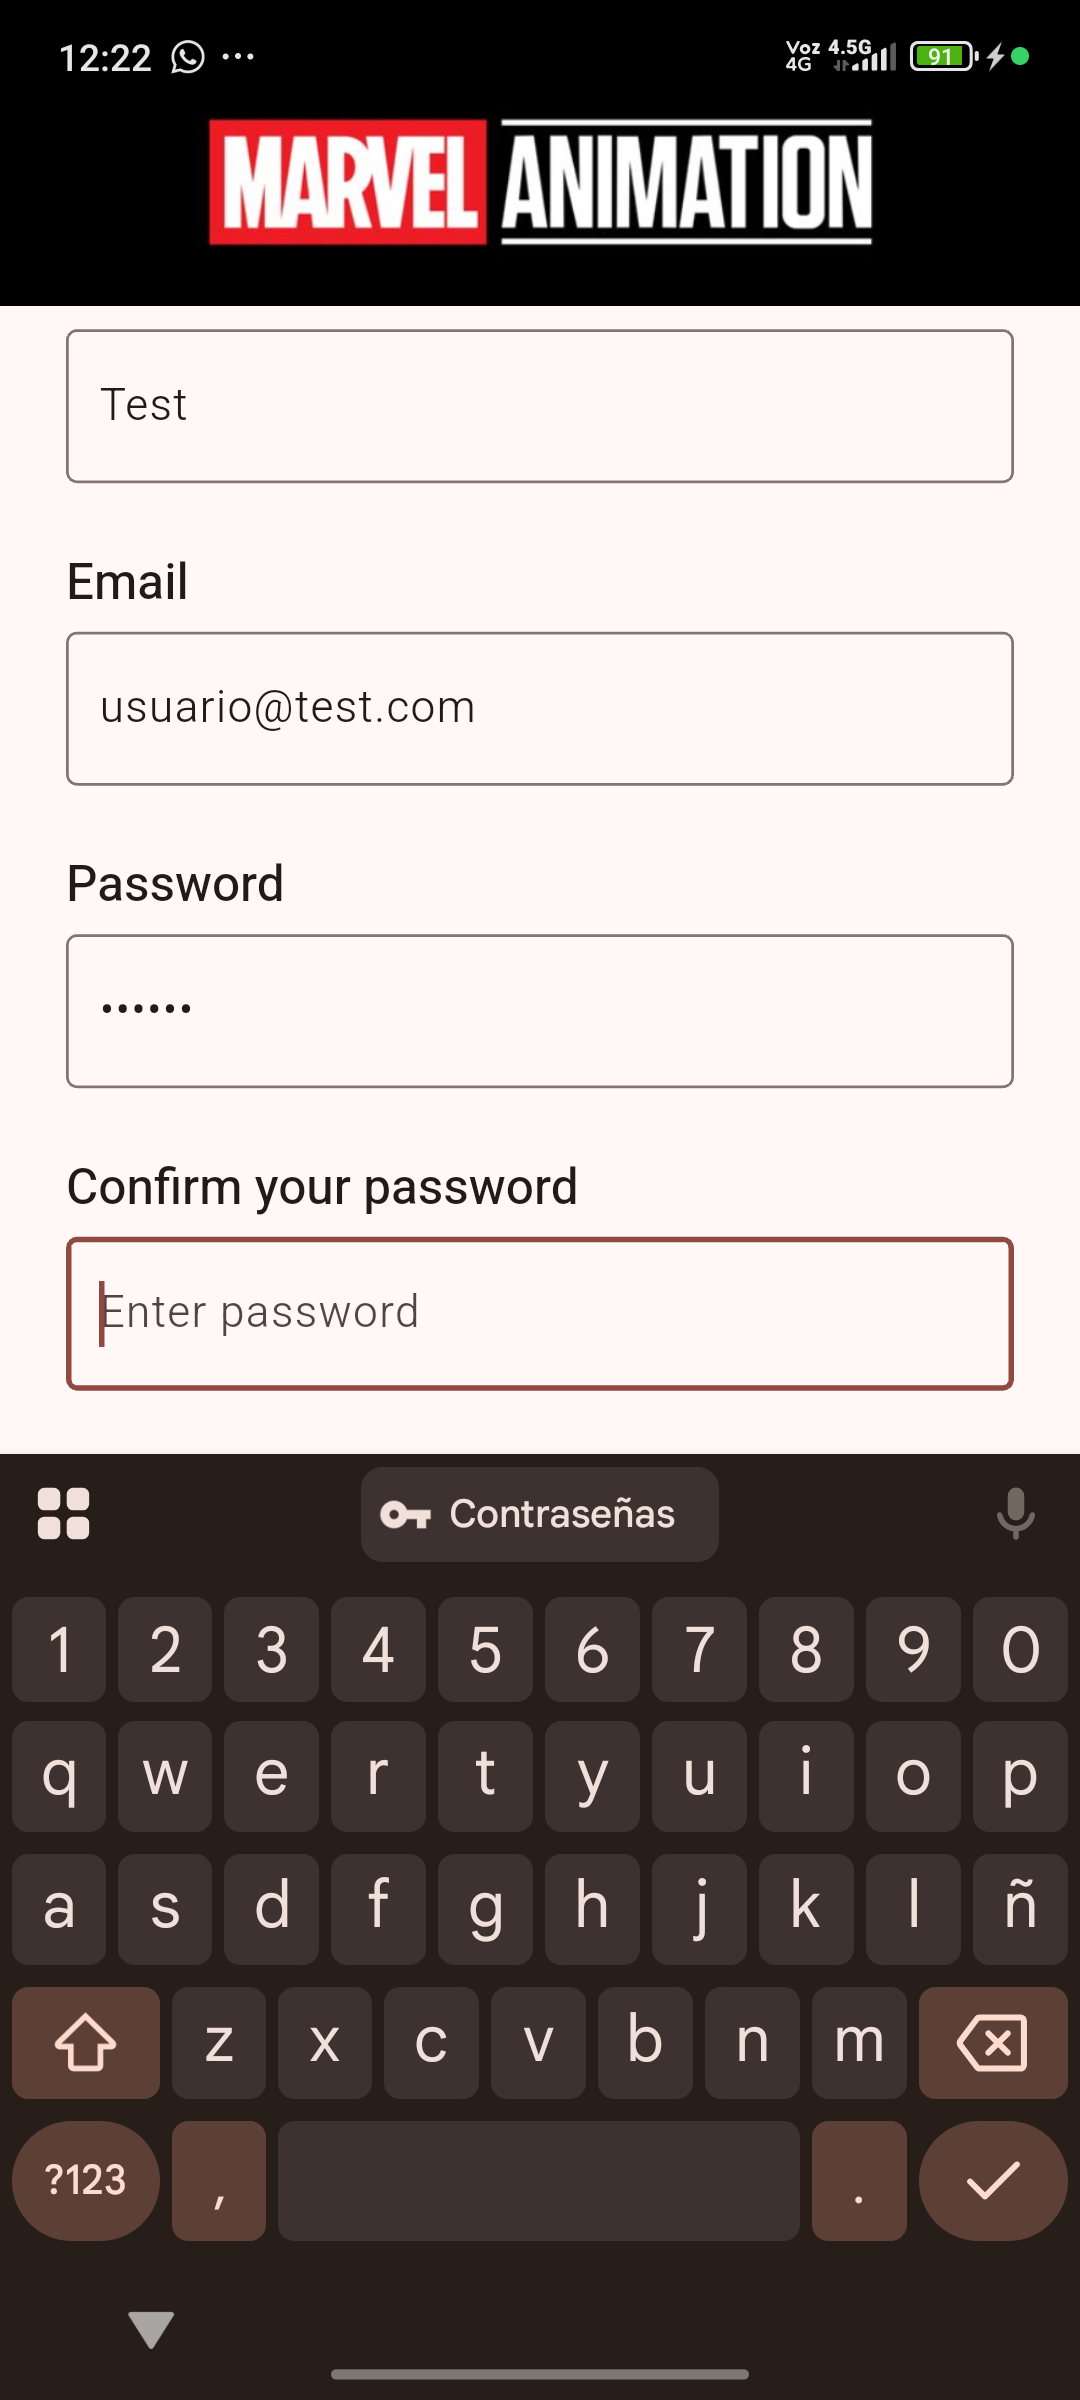 12:22 ... Voz 4G 4.5G 91
MARVEL ANIMATION
Test
Email
usuario@test.com
Password
••••••
Confirm your password
Enter password
Contraseñas
1 2 3 4 5 6 7 8 9 0
q w e r t y u i o p
a s d f g h j k l ñ
z x c v b n m
?123 , .